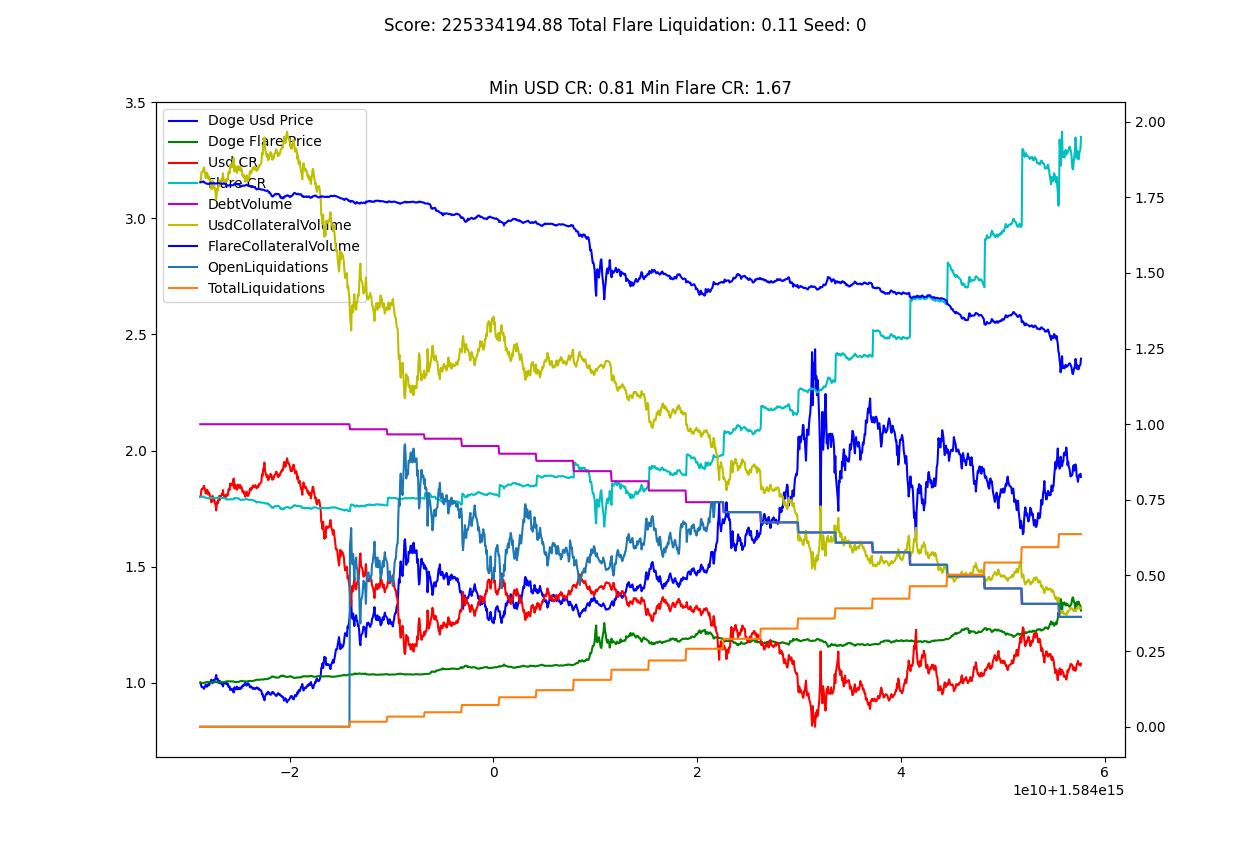 Score: 225334194.88 Total Flare Liquidation: 0.11 Seed: 0
Min USD CR: 0.81 Min Flare CR: 1.67
Doge Usd Price
Doge Flare Price
Usd CR
Flare CR
DebtVolume
UsdCollateralVolume
FlareCollateralVolume
OpenLiquidations
TotalLiquidations
3.5
3.0
2.5
2.0
1.5
1.0
2.00
1.75
1.50
1.25
1.00
0.75
0.50
0.25
0.00
−2
0
2
4
6
1e10+1.584e15